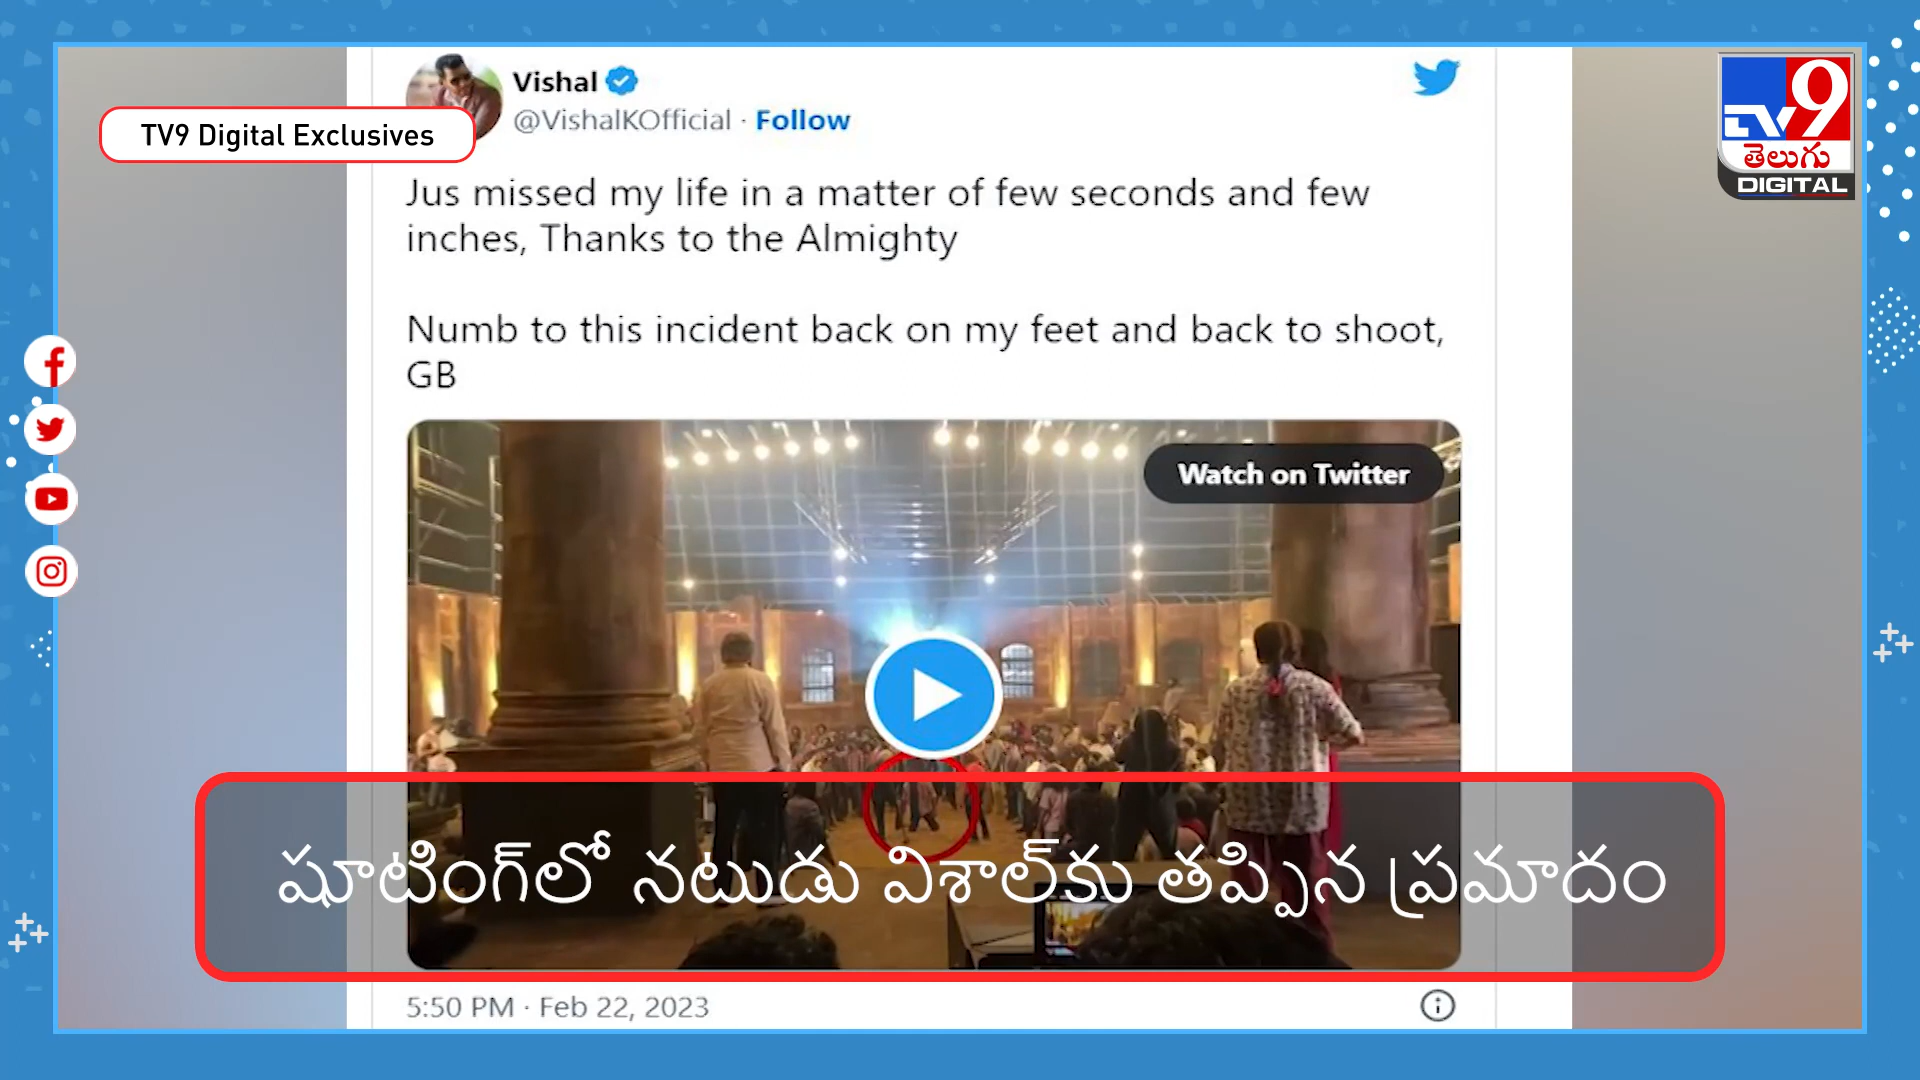 Vishal
@VishalKOfficial · Follow
TV9 Digital Exclusives
TV9
తెలుగు
DIGITAL
Jus missed my life in a matter of few seconds and few
inches, Thanks to the Almighty
Numb to this incident back on my feet and back to shoot,
GB
Watch on Twitter
షూటింగ్‌లో నటుడు విశాల్‌కు తప్పిన ప్రమాదం
5:50 PM · Feb 22, 2023